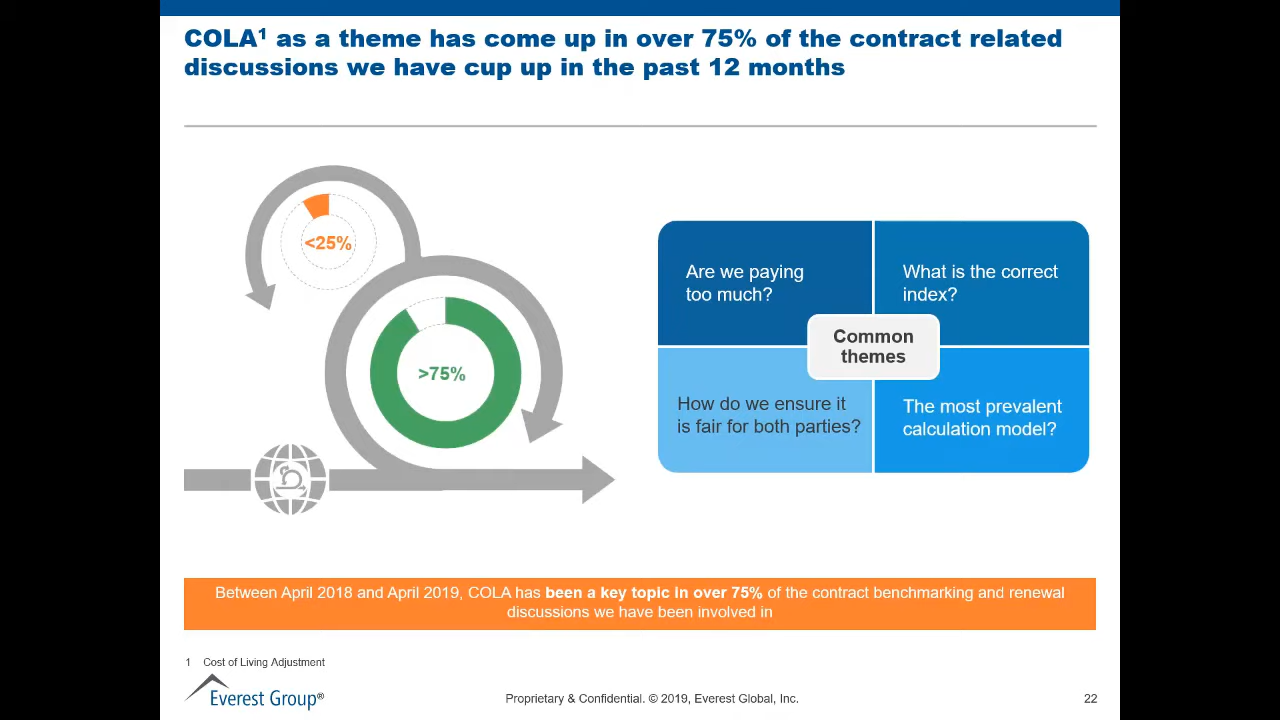 COLA¹ as a theme has come up in over 75% of the contract related
discussions we have cup up in the past 12 months
<25%
>75%
Are we paying
too much?
What is the correct
index?
Common
themes
How do we ensure it
is fair for both parties?
The most prevalent
calculation model?
Between April 2018 and April 2019, COLA has been a key topic in over 75% of the contract benchmarking and renewal
discussions we have been involved in
1 Cost of Living Adjustment
Everest Group®
Proprietary & Confidential. © 2019, Everest Global, Inc.
22